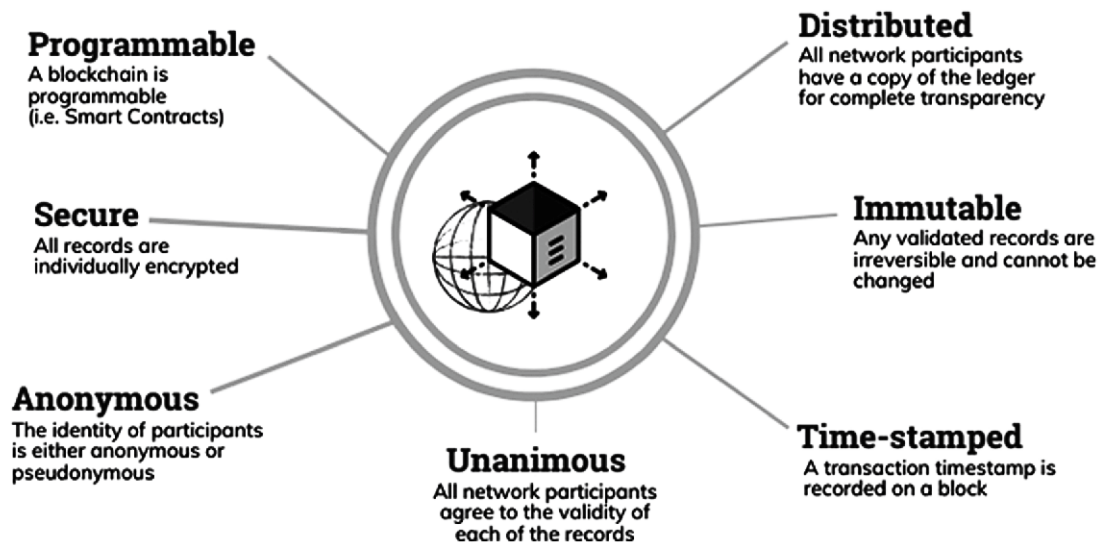 Programmable
A blockchain is
programmable
(i.e. Smart Contracts)
Distributed
All network participants
have a copy of the ledger
for complete transparency
Secure
All records are
individually encrypted
Immutable
Any validated records are
irreversible and cannot be
changed
Anonymous
The identity of participants
is either anonymous or
pseudonymous
Unanimous
All network participants
agree to the validity of
each of the records
Time-stamped
A transaction timestamp is
recorded on a block